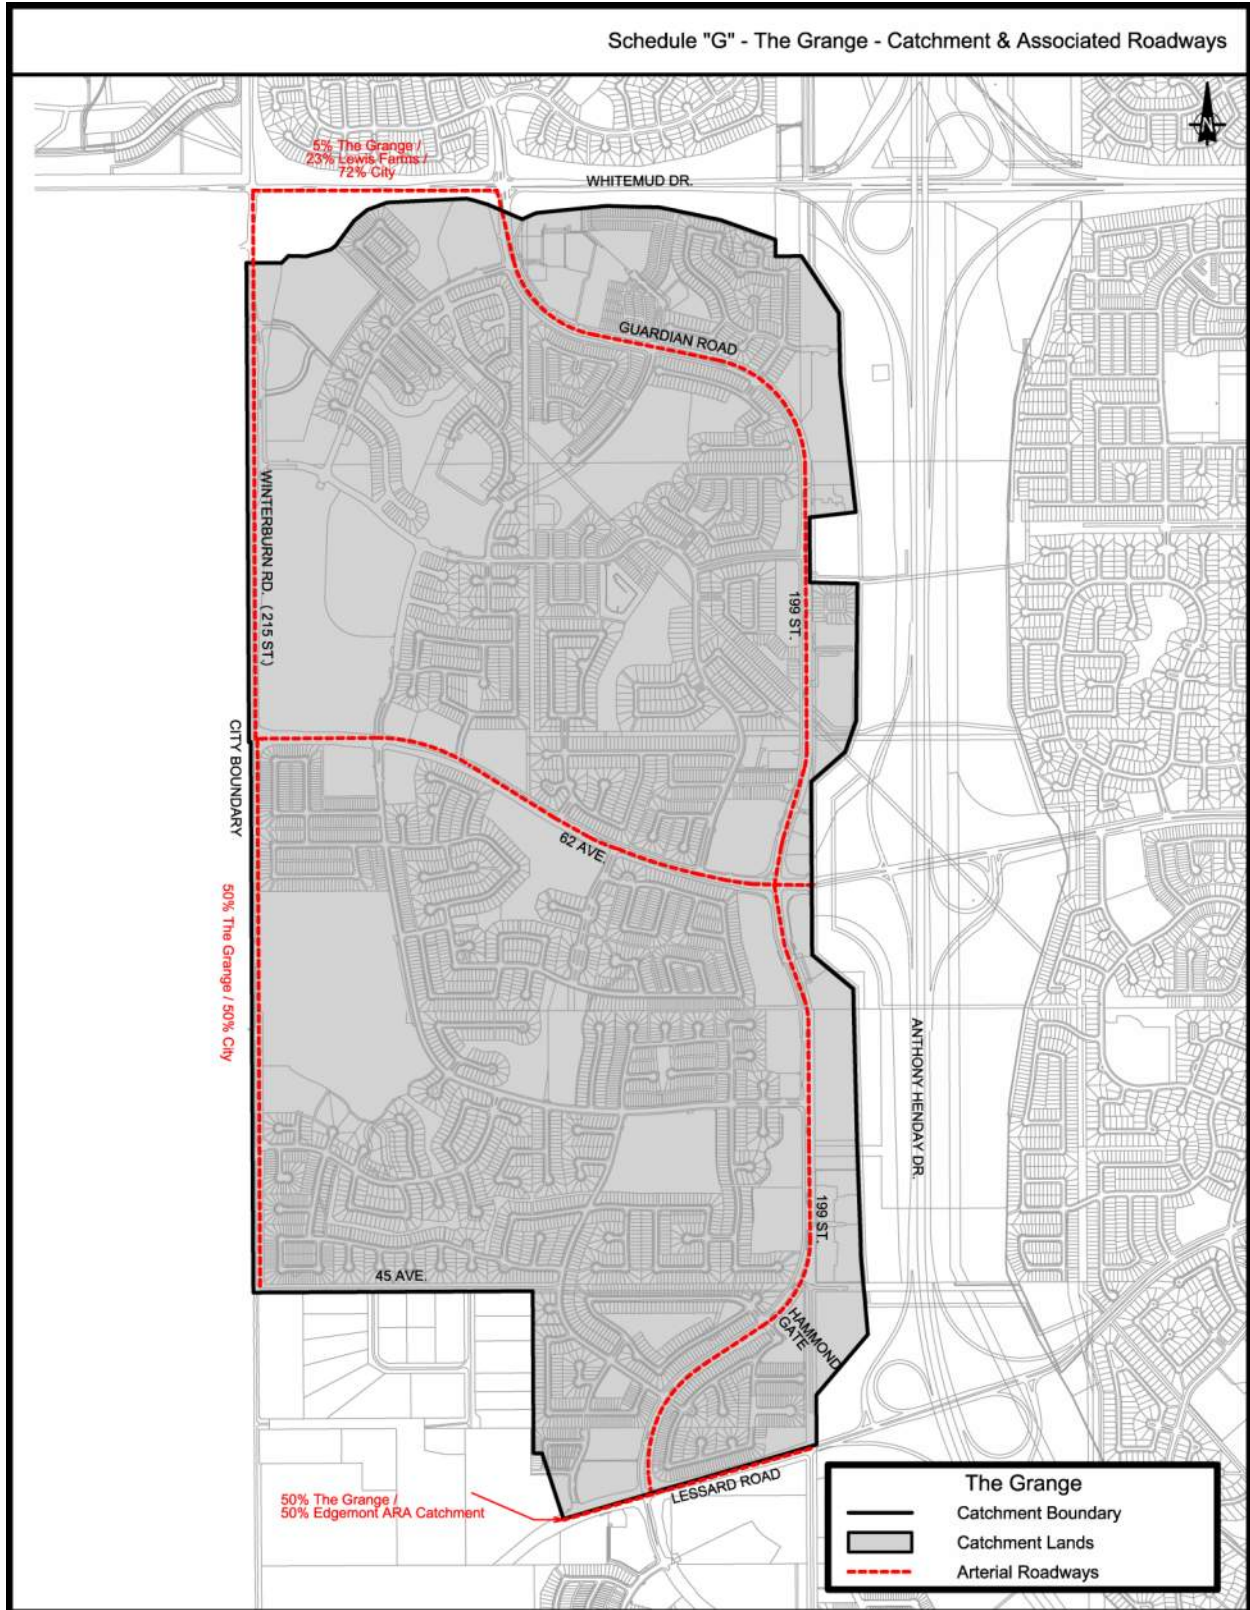 Schedule "G" - The Grange - Catchment & Associated Roadways
N
5% The Grange /
23% Lewis Farms /
72% City
WHITEMUD DR.
GUARDIAN ROAD
WINTERBURN RD. (215 ST.)
199 ST.
CITY BOUNDARY
62 AVE.
50% The Grange / 50% City
ANTHONY HENDAY DR.
199 ST.
45 AVE.
HAMMOND
GATE
LESSARD ROAD
50% The Grange /
50% Edgemont ARA Catchment
The Grange
Catchment Boundary
Catchment Lands
Arterial Roadways